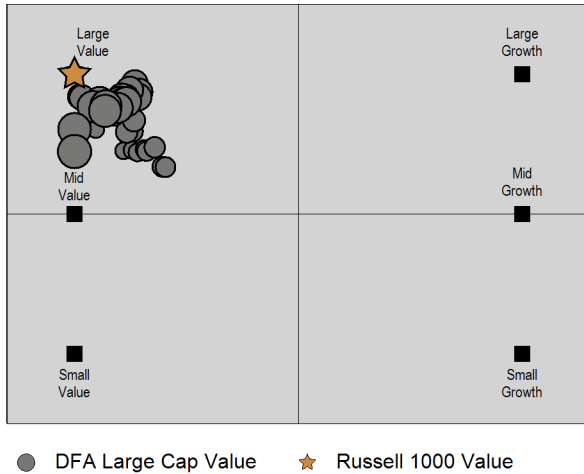 Large
Value
Large
Growth
Mid
Value
Mid
Growth
Small
Value
Small
Growth
DFA Large Cap Value
Russell 1000 Value